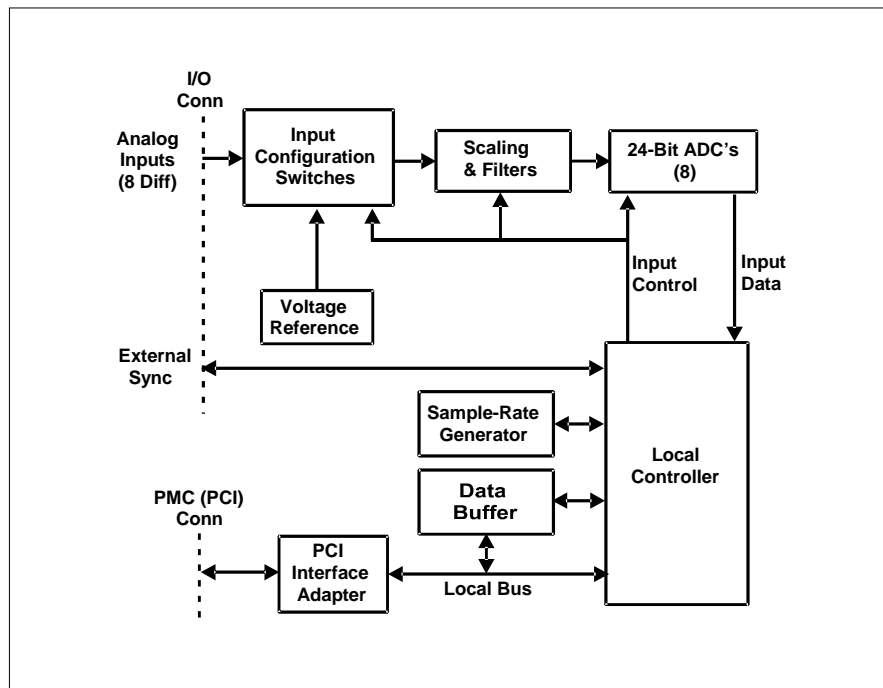 I/O
Conn
Analog
Inputs
(8 Diff)
Input
Configuration
Switches
Scaling
& Filters
24-Bit ADC's
(8)
Input
Control
Input
Data
Voltage
Reference
External
Sync
Sample-Rate
Generator
Local
Controller
Data
Buffer
PMC (PCI)
Conn
PCI
Interface
Adapter
Local Bus